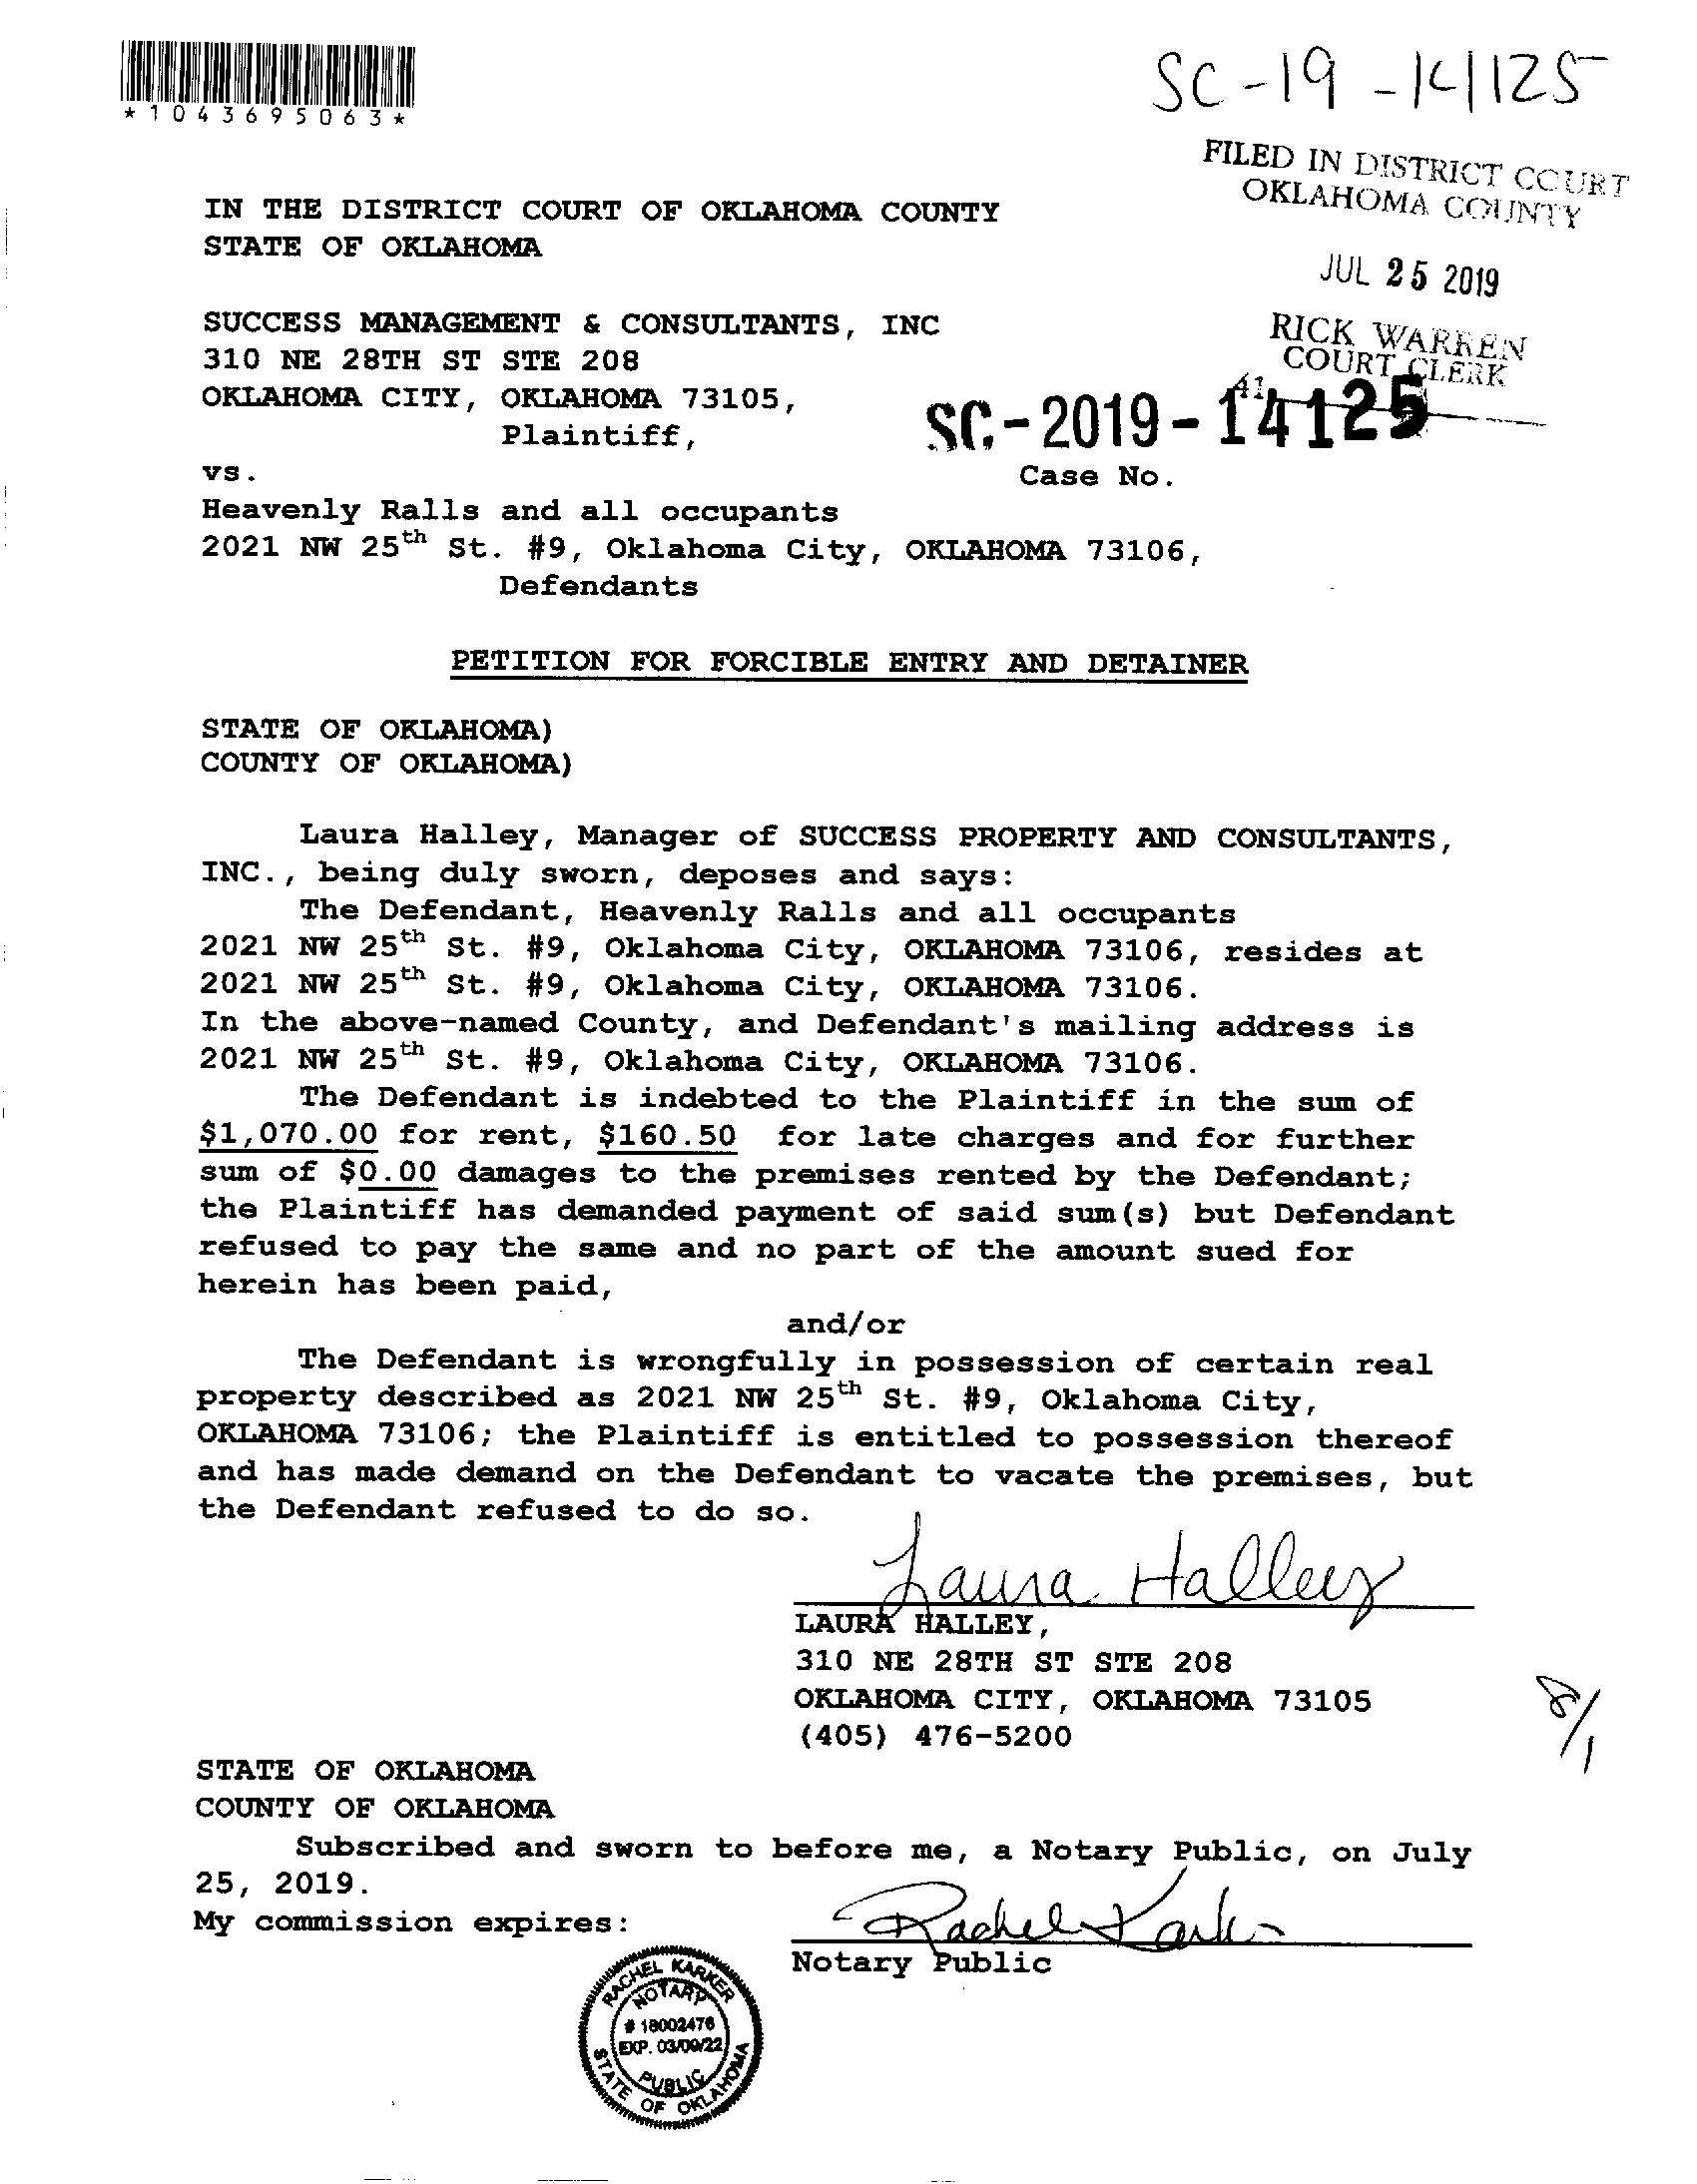 *1043695063*
SC-19-14125
FILED IN DISTRICT COURT
OKLAHOMA COUNTY
JUL 25 2019
RICK WARREN
COURT CLERK
41
SC-2019-14125
IN THE DISTRICT COURT OF OKLAHOMA COUNTY
STATE OF OKLAHOMA
SUCCESS MANAGEMENT & CONSULTANTS, INC
310 NE 28TH ST STE 208
OKLAHOMA CITY, OKLAHOMA 73105,
Plaintiff,
vs.
Case No.
Heavenly Ralls and all occupants
2021 NW 25th St. #9, Oklahoma City, OKLAHOMA 73106,
Defendants
PETITION FOR FORCIBLE ENTRY AND DETAINER
STATE OF OKLAHOMA)
COUNTY OF OKLAHOMA)
Laura Halley, Manager of SUCCESS PROPERTY AND CONSULTANTS,
INC., being duly sworn, deposes and says:
The Defendant, Heavenly Ralls and all occupants
2021 NW 25th St. #9, Oklahoma City, OKLAHOMA 73106, resides at
2021 NW 25th St. #9, Oklahoma City, OKLAHOMA 73106.
In the above-named County, and Defendant's mailing address is
2021 NW 25th St. #9, Oklahoma City, OKLAHOMA 73106.
The Defendant is indebted to the Plaintiff in the sum of
$1,070.00 for rent, $160.50 for late charges and for further
sum of $0.00 damages to the premises rented by the Defendant;
the Plaintiff has demanded payment of said sum(s) but Defendant
refused to pay the same and no part of the amount sued for
herein has been paid,
and/or
The Defendant is wrongfully in possession of certain real
property described as 2021 NW 25th St. #9, Oklahoma City,
OKLAHOMA 73106; the Plaintiff is entitled to possession thereof
and has made demand on the Defendant to vacate the premises, but
the Defendant refused to do so.
Laura Halley
LAURA HALLEY,
310 NE 28TH ST STE 208
OKLAHOMA CITY, OKLAHOMA 73105
(405) 476-5200
8/1
STATE OF OKLAHOMA
COUNTY OF OKLAHOMA
Subscribed and sworn to before me, a Notary Public, on July
25, 2019.
My commission expires:
Rachel Karker
Notary Public
RACHEL KARKER
NOTARY
# 18002476
EXP. 03/09/22
PUBLIC
STATE OF OKLAHOMA